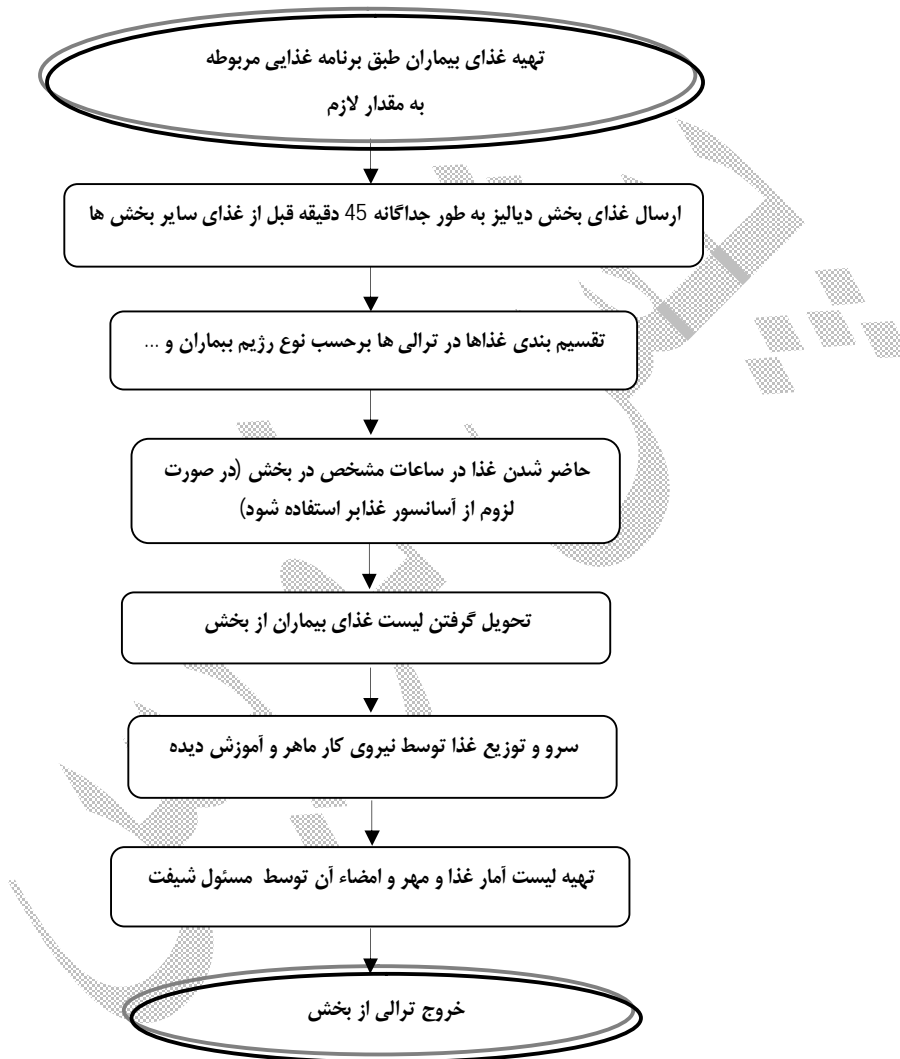 تهیه غذای بیماران طبق برنامه غذایی مربوطه
به مقدار لازم
ارسال غذای بخش دیالیز به طور جداگانه 45 دقیقه قبل از غذای سایر بخش ها
تقسیم بندی غذاها در ترالی ها برحسب نوع رژیم بیماران و ...
حاضر شدن غذا در ساعات مشخص در بخش (در صورت
لزوم از آسانسور غذابر استفاده شود)
تحویل گرفتن لیست غذای بیماران از بخش
سرو و توزیع غذا توسط نیروی کار ماهر و آموزش دیده
تهیه لیست آمار غذا و مهر و امضاء آن توسط مسئول شیفت
خروج ترالی از بخش